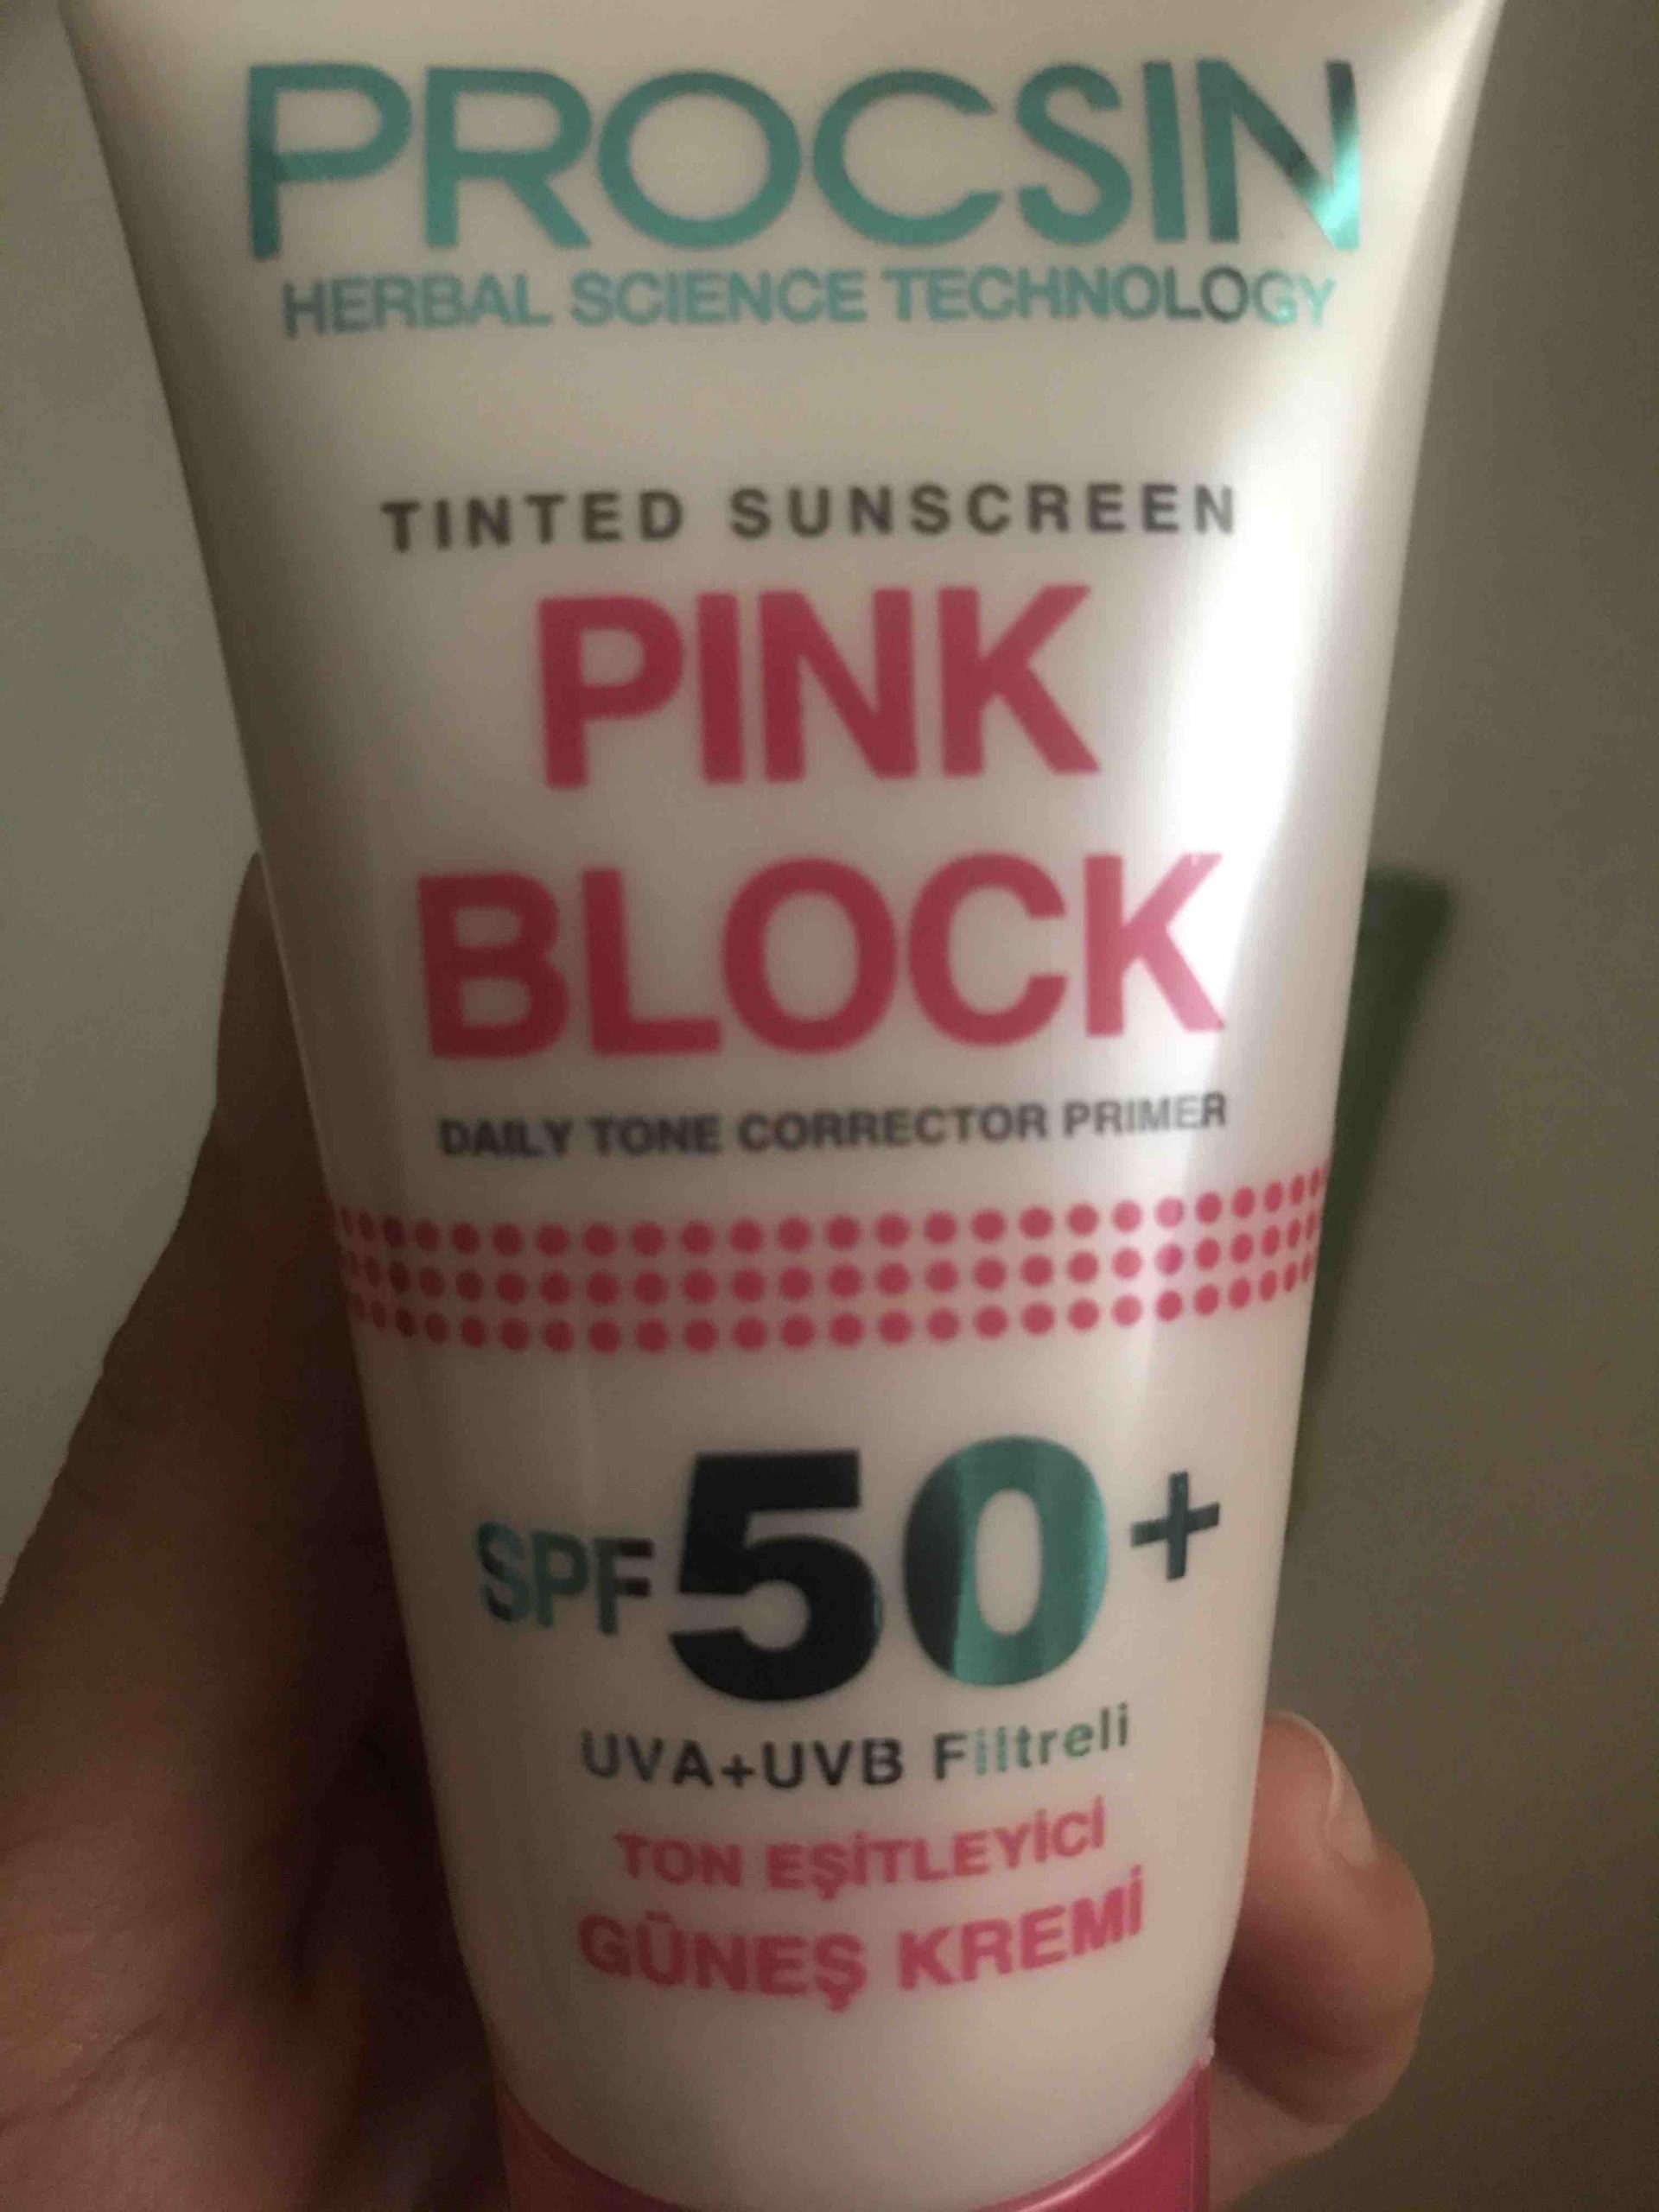 PROCSIN
HERBAL SCIENCE TECHNOLOGY
TINTED SUNSCREEN
PINK
BLOCK
DAILY TONE CORRECTOR PRIMER
SPF 50+
UVA+UVB Filtreli
TON EŞİTLEYİCİ
GÜNEŞ KREMİ